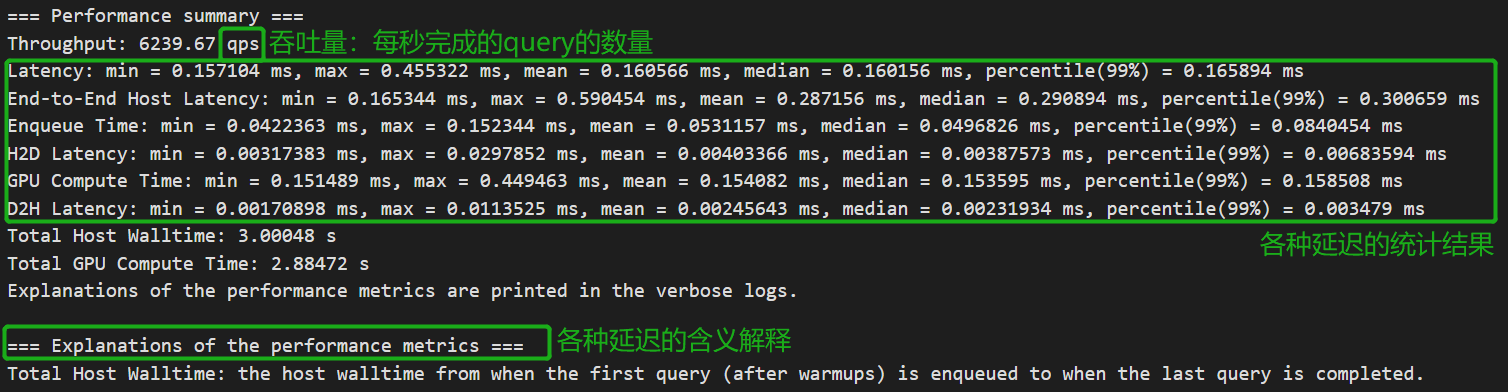 === Performance summary ===
Throughput: 6239.67 qps 吞吐量：每秒完成的query的数量
Latency: min = 0.157104 ms, max = 0.455322 ms, mean = 0.160566 ms, median = 0.160156 ms, percentile(99%) = 0.165894 ms
End-to-End Host Latency: min = 0.165344 ms, max = 0.590454 ms, mean = 0.287156 ms, median = 0.290894 ms, percentile(99%) = 0.300659 ms
Enqueue Time: min = 0.0422363 ms, max = 0.152344 ms, mean = 0.0531157 ms, median = 0.0496826 ms, percentile(99%) = 0.0840454 ms
H2D Latency: min = 0.00317383 ms, max = 0.0297852 ms, mean = 0.00403366 ms, median = 0.00387573 ms, percentile(99%) = 0.00683594 ms
GPU Compute Time: min = 0.151489 ms, max = 0.449463 ms, mean = 0.154082 ms, median = 0.153595 ms, percentile(99%) = 0.158508 ms
D2H Latency: min = 0.00170898 ms, max = 0.0113525 ms, mean = 0.00245643 ms, median = 0.00231934 ms, percentile(99%) = 0.003479 ms
Total Host Walltime: 3.00048 s
各种延迟的统计结果
Total GPU Compute Time: 2.88472 s
Explanations of the performance metrics are printed in the verbose logs.
=== Explanations of the performance metrics === 各种延迟的含义解释
Total Host Walltime: the host walltime from when the first query (after warmups) is enqueued to when the last query is completed.